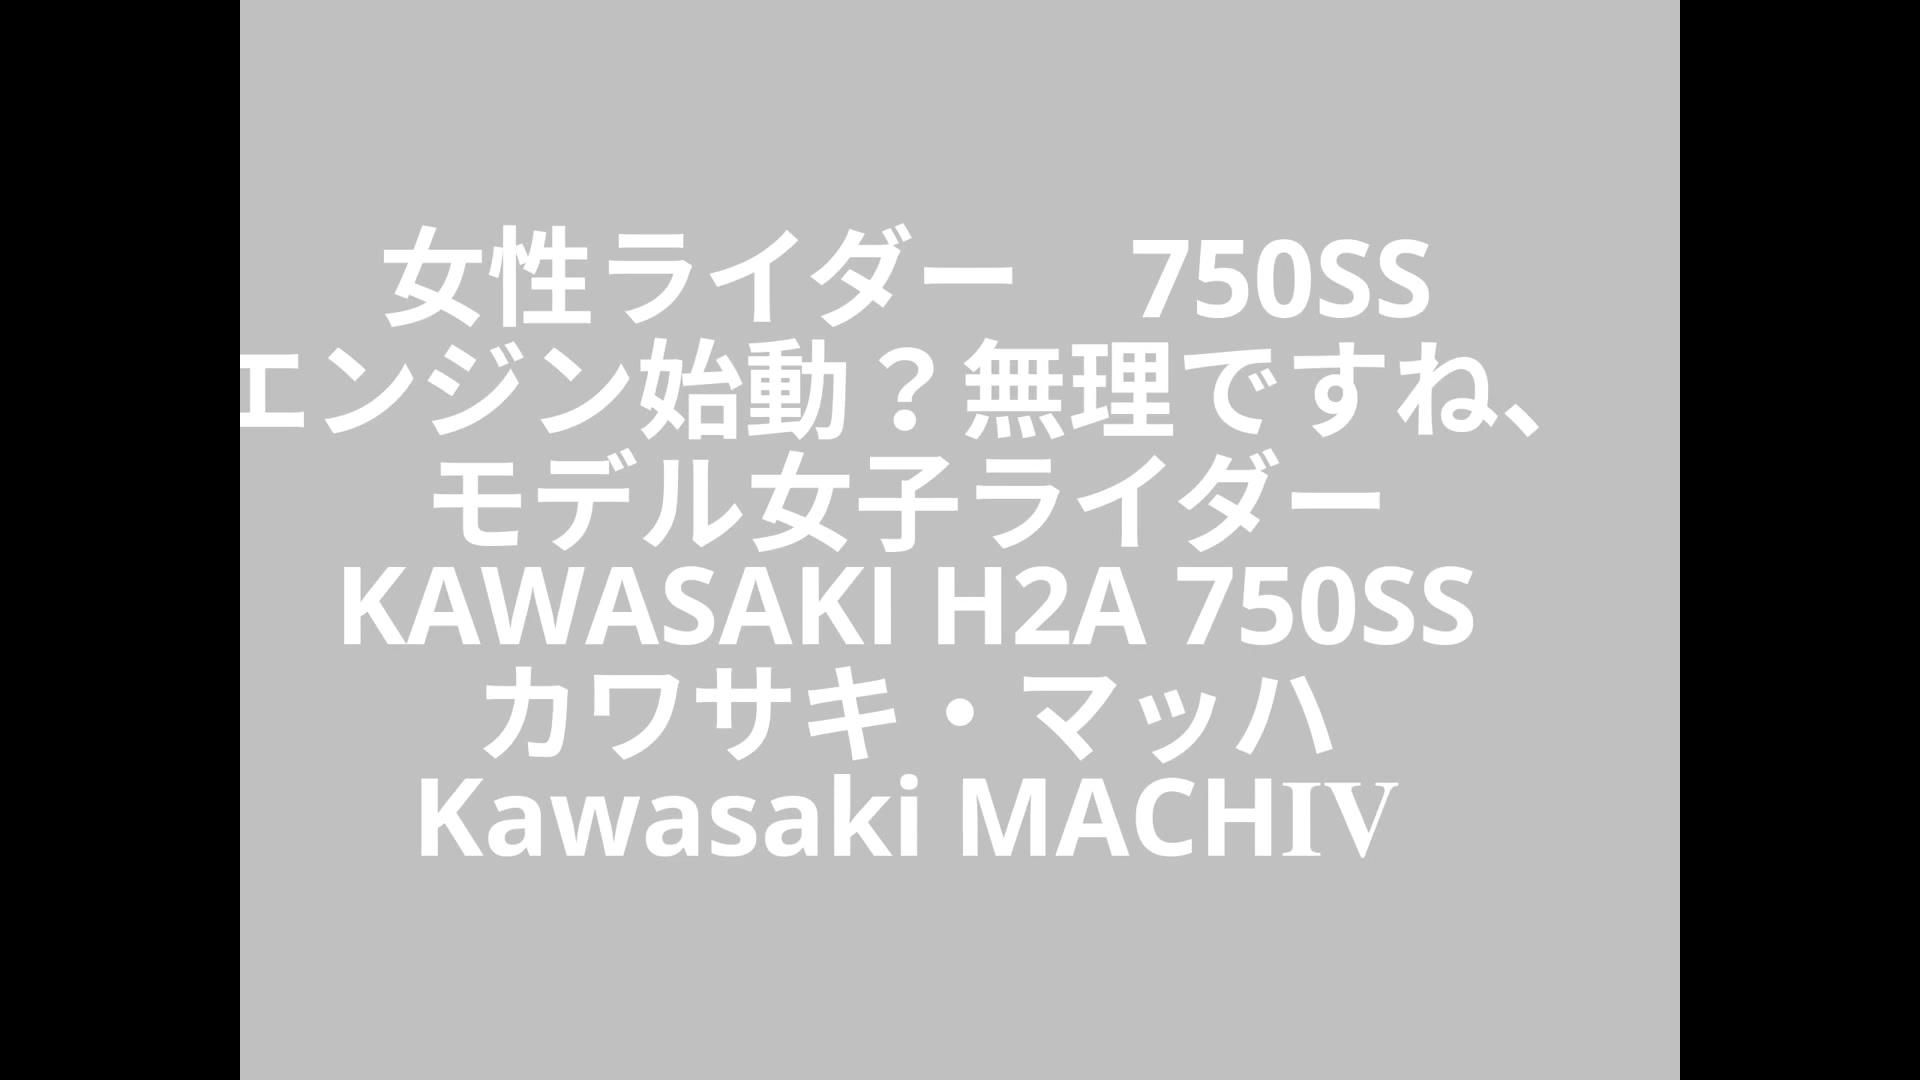 女性ライダー　750SS
エンジン始動？無理ですね、
モデル女子ライダー
KAWASAKI H2A 750SS
カワサキ・マッハ
Kawasaki MACHⅣ